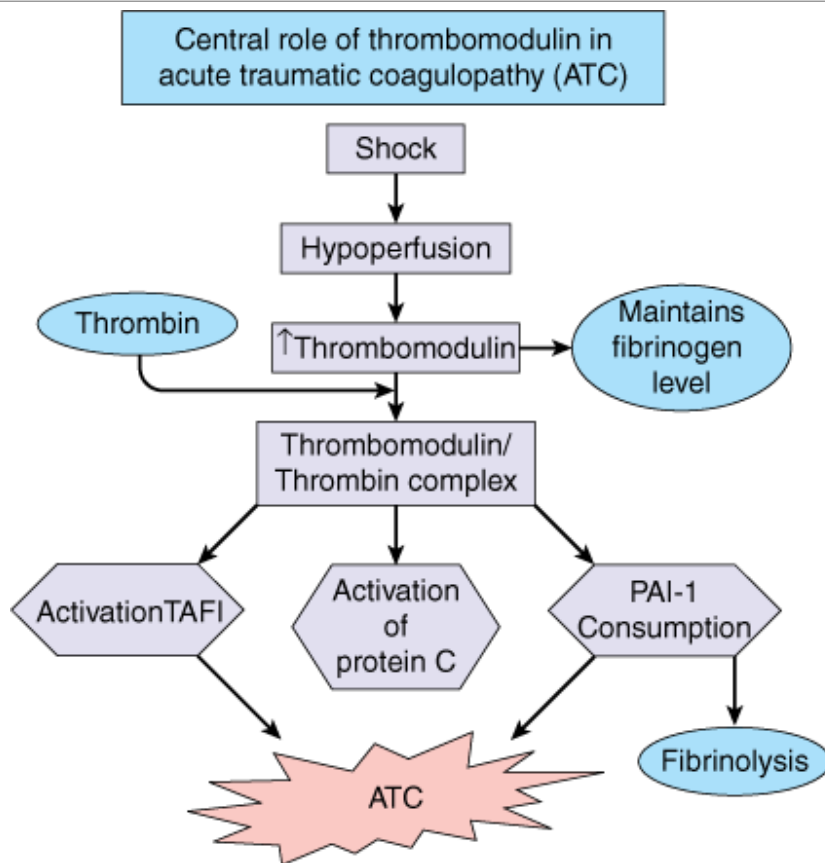 Central role of thrombomodulin in
acute traumatic coagulopathy (ATC)
Shock
Hypoperfusion
Thrombin
↑Thrombomodulin
Maintains
fibrinogen
level
Thrombomodulin/
Thrombin complex
ActivationTAFI
Activation
of
protein C
PAI-1
Consumption
ATC
Fibrinolysis